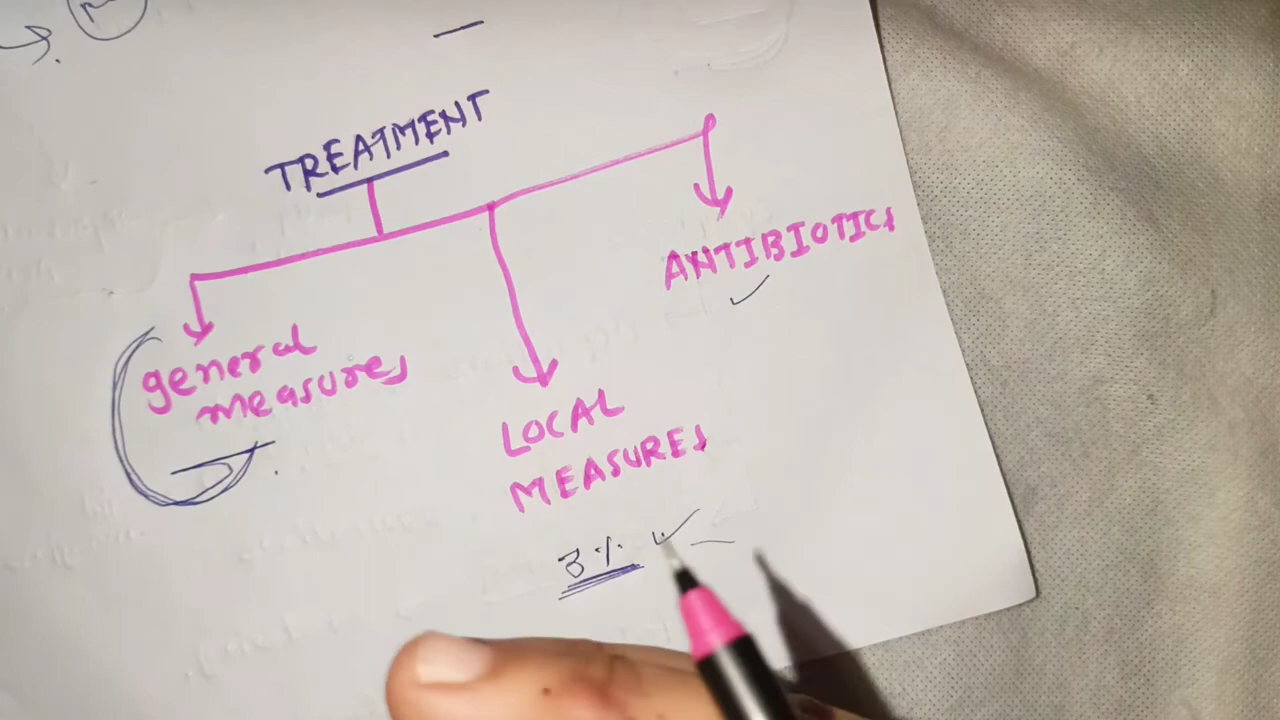 TREATMENT
general
measures
LOCAL
MEASURES
3%
ANTIBIOTICS